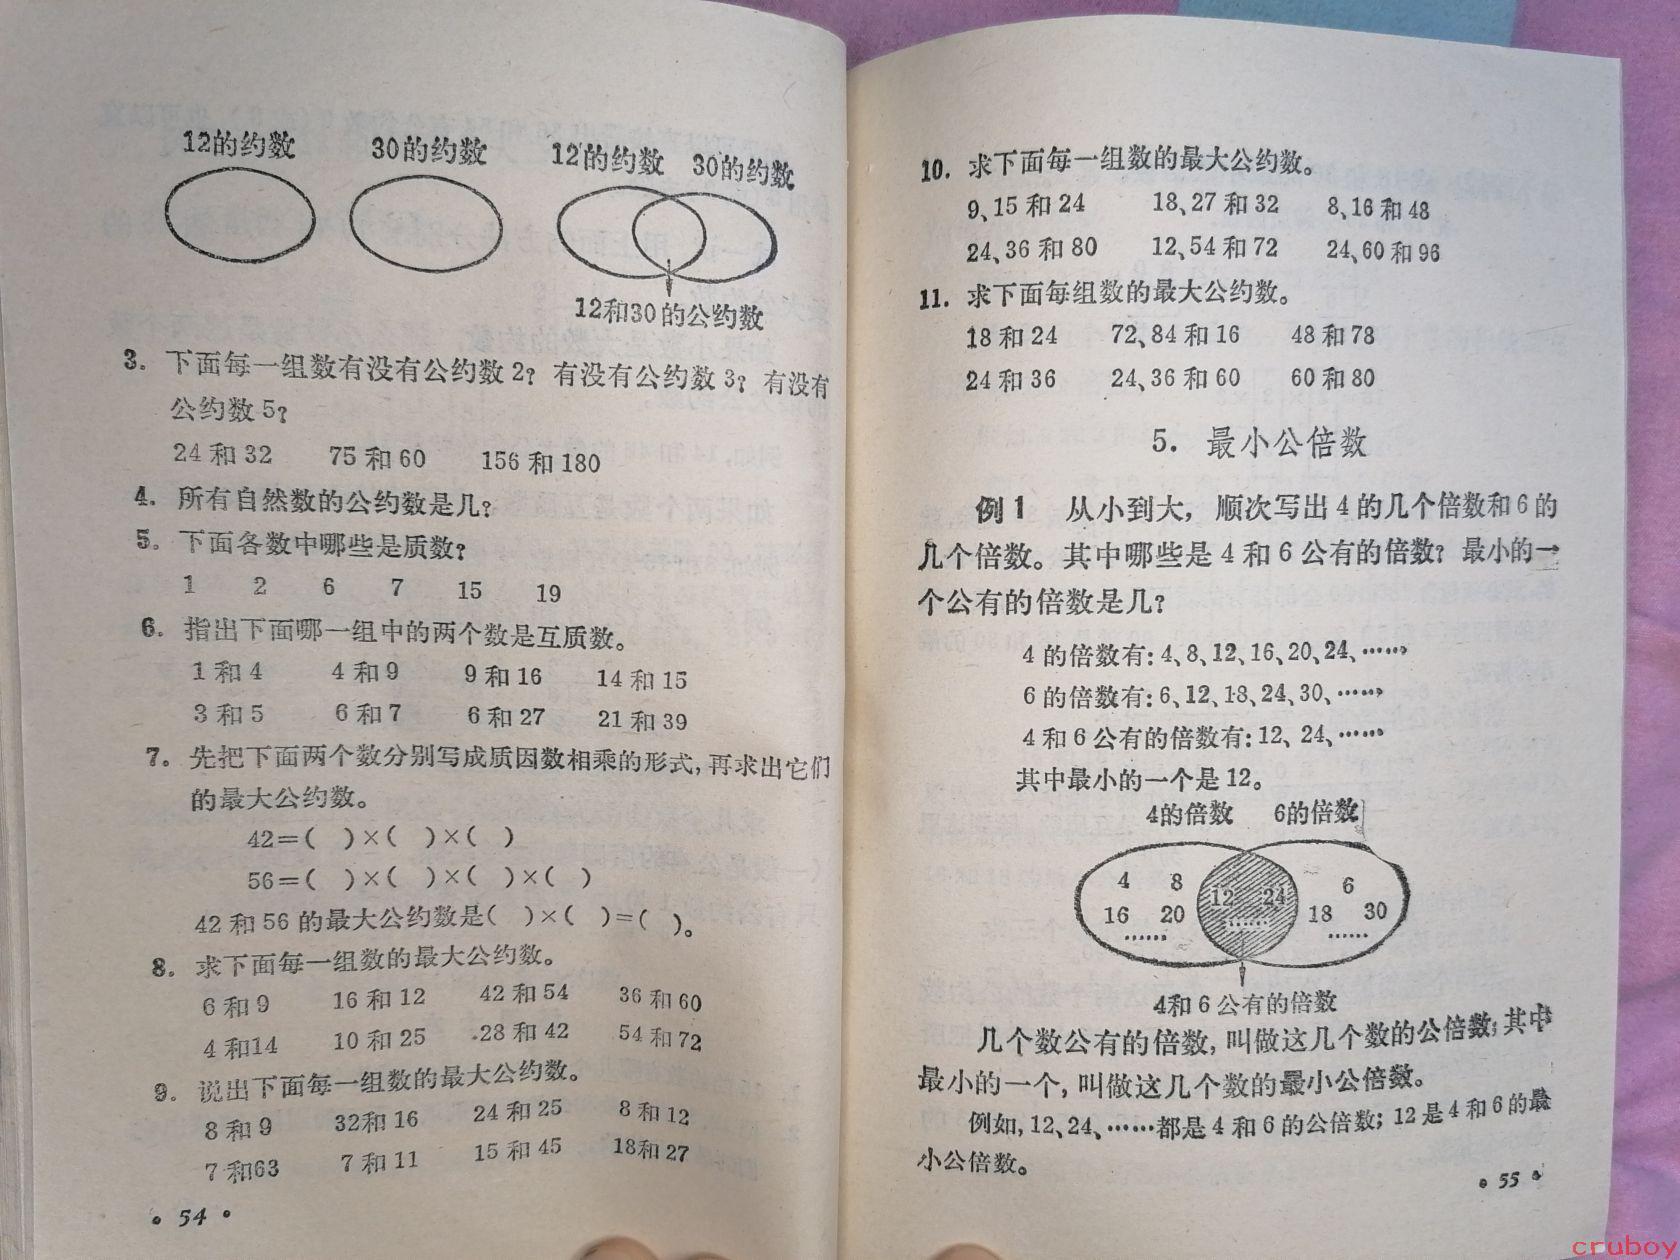 12的约数 30的约数 12的约数 30的约数
12和30的公约数
3. 下面每一组数有没有公约数2？有没有公约数3？有没有
公约数5？
24和32 75和60 156和180
4. 所有自然数的公约数是几？
5. 下面各数中哪些是质数？
1 2 6 7 15 19
6. 指出下面哪一组中的两个数是互质数。
1和4 4和9 9和16 14和15
3和5 6和7 6和27 21和39
7. 先把下面两个数分别写成质因数相乘的形式，再求出它们
的最大公约数。
42=( )×( )×( )
56=( )×( )×( )×( )
42和56的最大公约数是( )×( )=( )。
8. 求下面每一组数的最大公约数。
6和9 16和12 42和54 36和60
4和14 10和25 28和42 54和72
9. 说出下面每一组数的最大公约数。
8和9 32和16 24和25 8和12
7和63 7和11 15和45 18和27
• 54 •
10. 求下面每一组数的最大公约数。
9、15和24 18、27和32 8、16和48
24、36和80 12、54和72 24、60和96
11. 求下面每组数的最大公约数。
18和24 72、84和16 48和78
24和36 24、36和60 60和80
5. 最小公倍数
例1 从小到大，顺次写出4的几个倍数和6的
几个倍数。其中哪些是4和6公有的倍数？最小的一
个公有的倍数是几？
4的倍数有：4、8、12、16、20、24、……
6的倍数有：6、12、18、24、30、……
4和6公有的倍数有：12、24、……
其中最小的一个是12。
4的倍数 6的倍数
4 8 12 24 6
16 20 …… 18 30
…… ……
4和6公有的倍数
几个数公有的倍数，叫做这几个数的公倍数；其中
最小的一个，叫做这几个数的最小公倍数。
例如，12、24、……都是4和6的公倍数；12是4和6的最
小公倍数。
• 55 •
cruboy